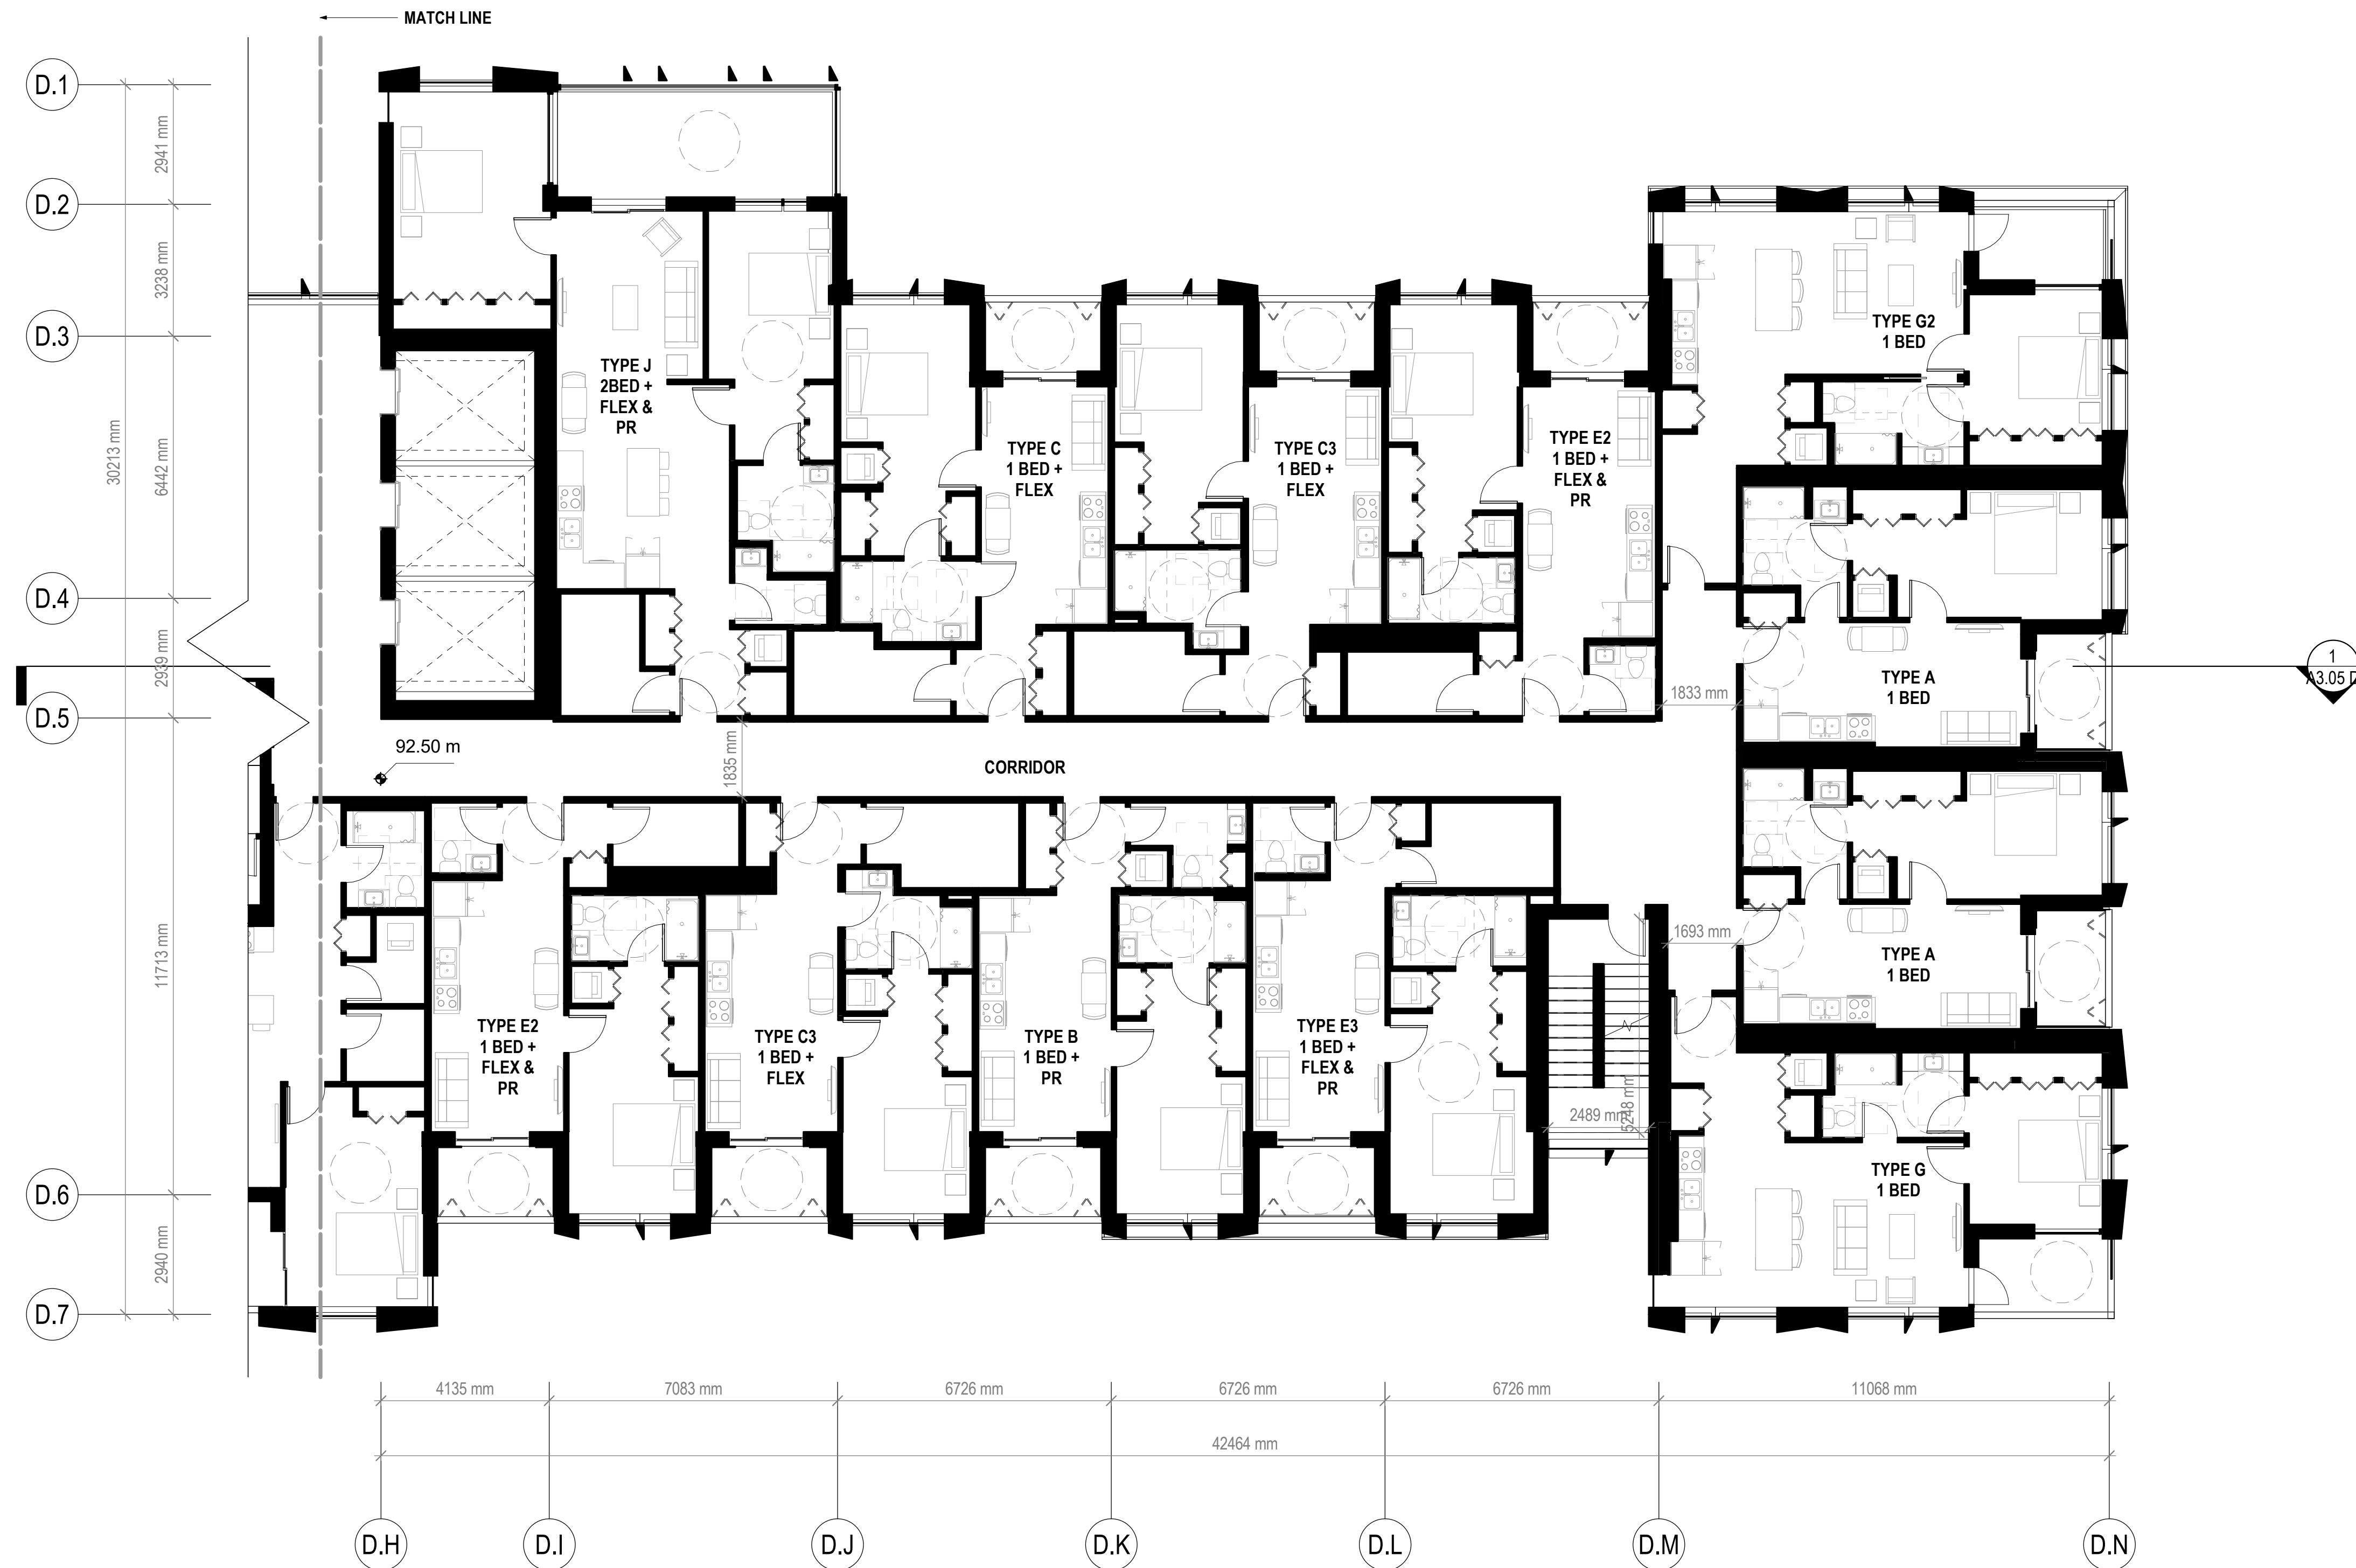 MATCH LINE
D.1
D.2
D.3
D.4
D.5
D.6
D.7
2941 mm
3238 mm
6442 mm
2939 mm
11713 mm
2940 mm
30213 mm
TYPE J
2BED +
FLEX &
PR
TYPE C
1 BED +
FLEX
TYPE C3
1 BED +
FLEX
TYPE E2
1 BED +
FLEX &
PR
TYPE G2
1 BED
TYPE A
1 BED
1833 mm
1
A3.05 D
92.50 m
1835 mm
CORRIDOR
1693 mm
TYPE A
1 BED
TYPE E2
1 BED +
FLEX &
PR
TYPE C3
1 BED +
FLEX
TYPE B
1 BED +
PR
TYPE E3
1 BED +
FLEX &
PR
2489 mm
5248 mm
TYPE G
1 BED
4135 mm
7083 mm
6726 mm
6726 mm
6726 mm
11068 mm
42464 mm
D.H
D.I
D.J
D.K
D.L
D.M
D.N